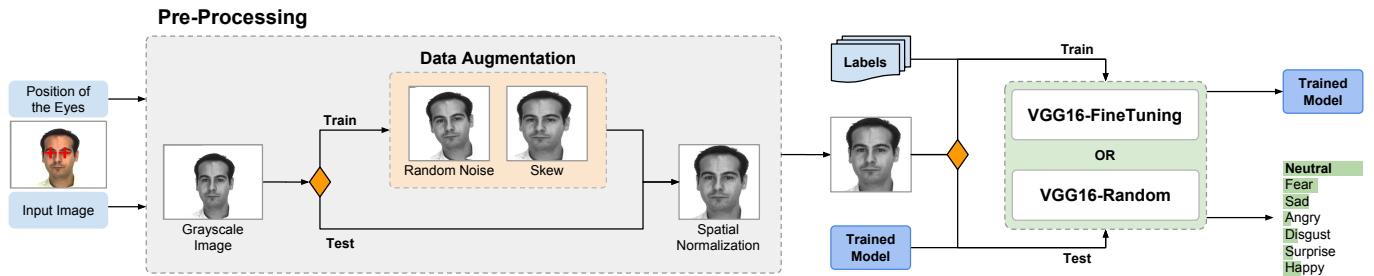 Pre-Processing
Position of
the Eyes
Input Image
Grayscale
Image
Train
Test
Data Augmentation
Random Noise
Skew
Spatial
Normalization
Labels
Trained
Model
Train
Test
VGG16-FineTuning
OR
VGG16-Random
Trained
Model
Neutral
Fear
Sad
Angry
Disgust
Surprise
Happy